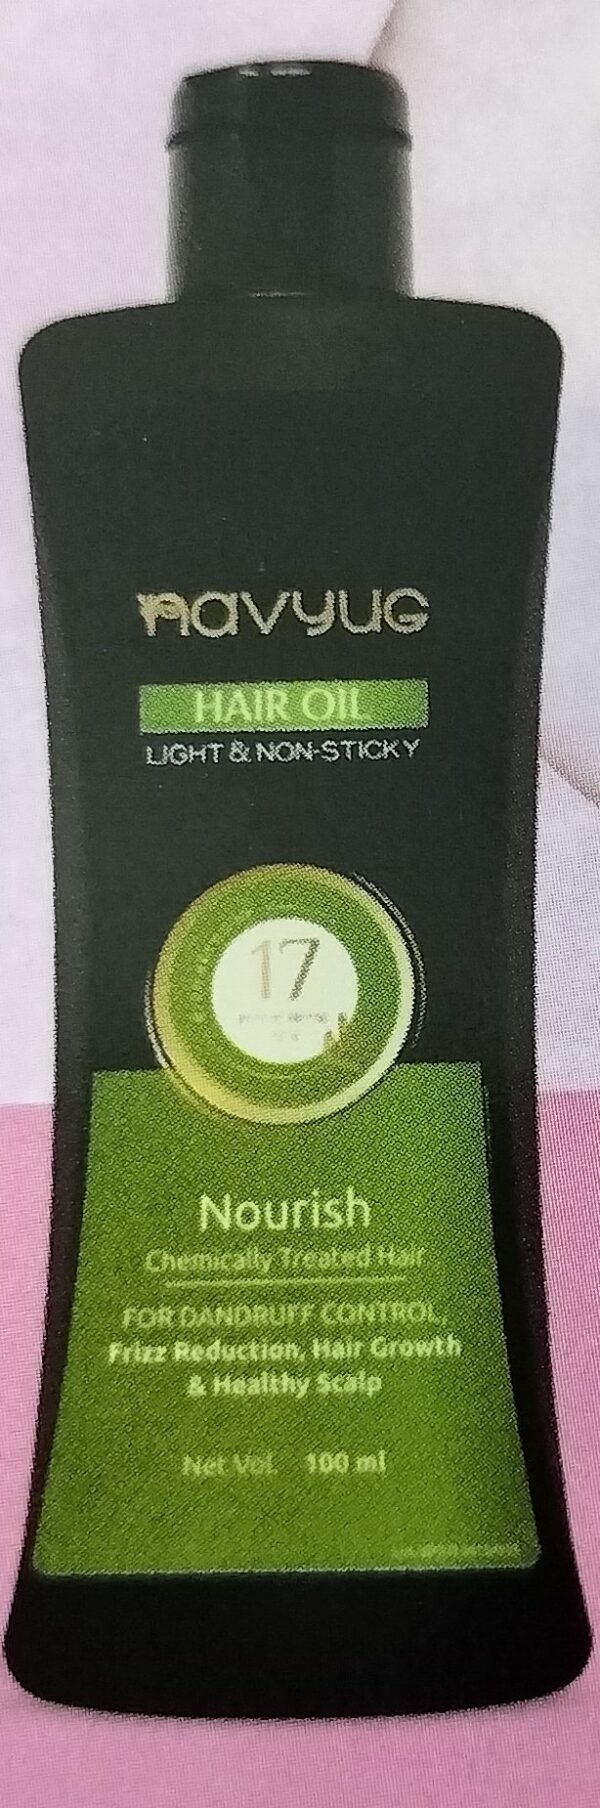 navyug
HAIR OIL
LIGHT & NON-STICKY
17
Nourish
Chemically Treated Hair
FOR DANDRUFF CONTROL,
Frizz Reduction, Hair Growth
& Healthy Scalp
Net Vol. 100 ml